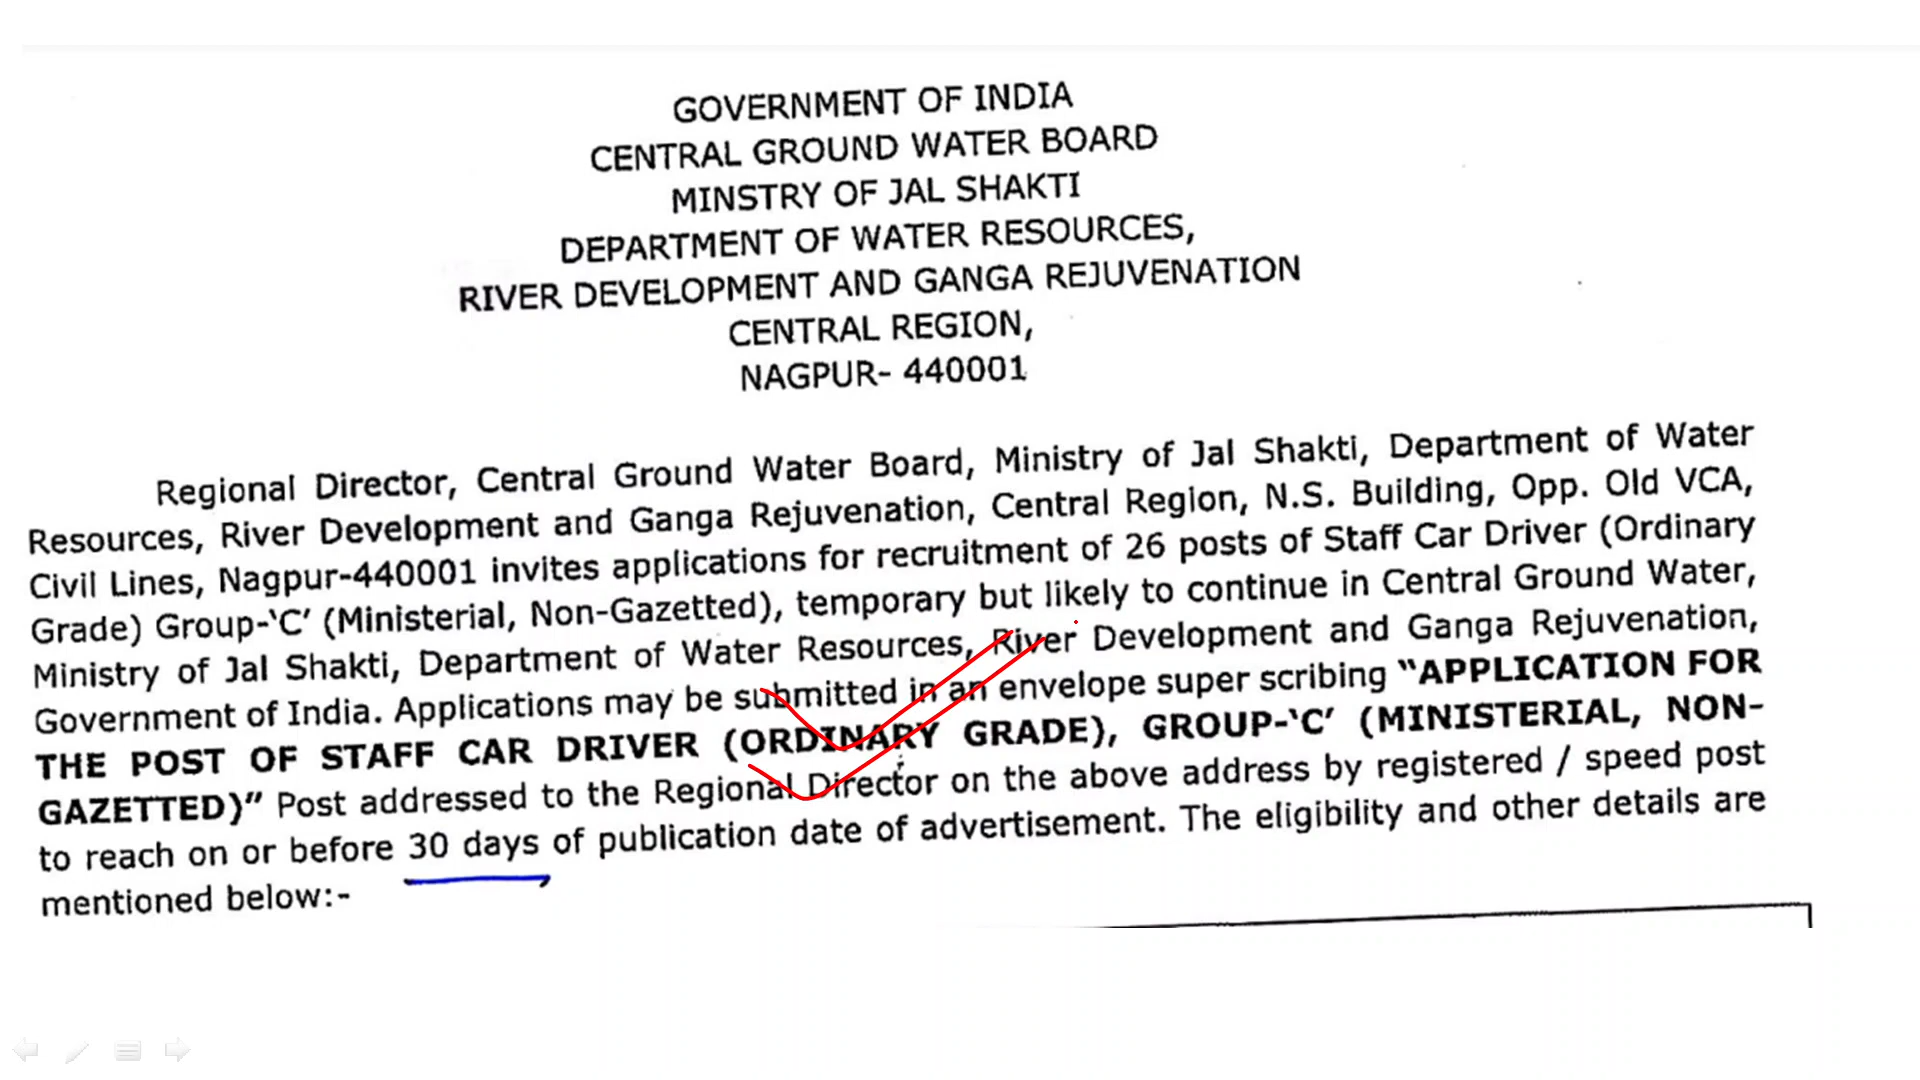 GOVERNMENT OF INDIA
CENTRAL GROUND WATER BOARD
MINSTRY OF JAL SHAKTI
DEPARTMENT OF WATER RESOURCES,
RIVER DEVELOPMENT AND GANGA REJUVENATION
CENTRAL REGION,
NAGPUR- 440001
Regional Director, Central Ground Water Board, Ministry of Jal Shakti, Department of Water
Resources, River Development and Ganga Rejuvenation, Central Region, N.S. Building, Opp. Old VCA,
Civil Lines, Nagpur-440001 invites applications for recruitment of 26 posts of Staff Car Driver (Ordinary
Grade) Group-‘C’ (Ministerial, Non-Gazetted), temporary but likely to continue in Central Ground Water,
Ministry of Jal Shakti, Department of Water Resources, River Development and Ganga Rejuvenation,
Government of India. Applications may be submitted in an envelope super scribing “APPLICATION FOR
THE POST OF STAFF CAR DRIVER (ORDINARY GRADE), GROUP-‘C’ (MINISTERIAL, NON-
GAZETTED)” Post addressed to the Regional Director on the above address by registered / speed post
to reach on or before 30 days of publication date of advertisement. The eligibility and other details are
mentioned below:-